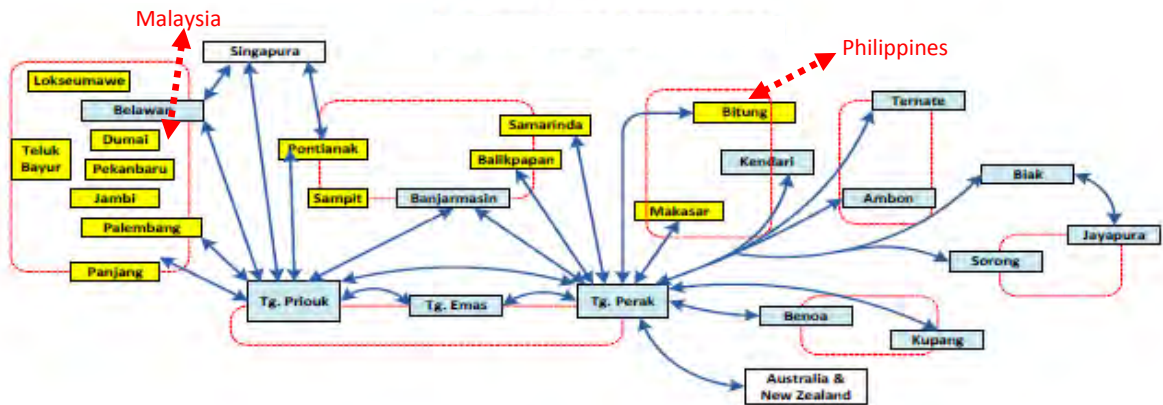 Malaysia
Singapura
Philippines
Lokseumawe
Belawan
Bitung
Ternate
Samarinda
Dumai
Teluk
Bayur
Pontianak
Balikpapan
Kendari
Pekanbaru
Biak
Jambi
Sampit
Banjarmasin
Makasar
Ambon
Palembang
Jayapura
Sorong
Panjang
Tg. Priouk
Tg. Emas
Tg. Perak
Benoa
Kupang
Australia &
New Zealand